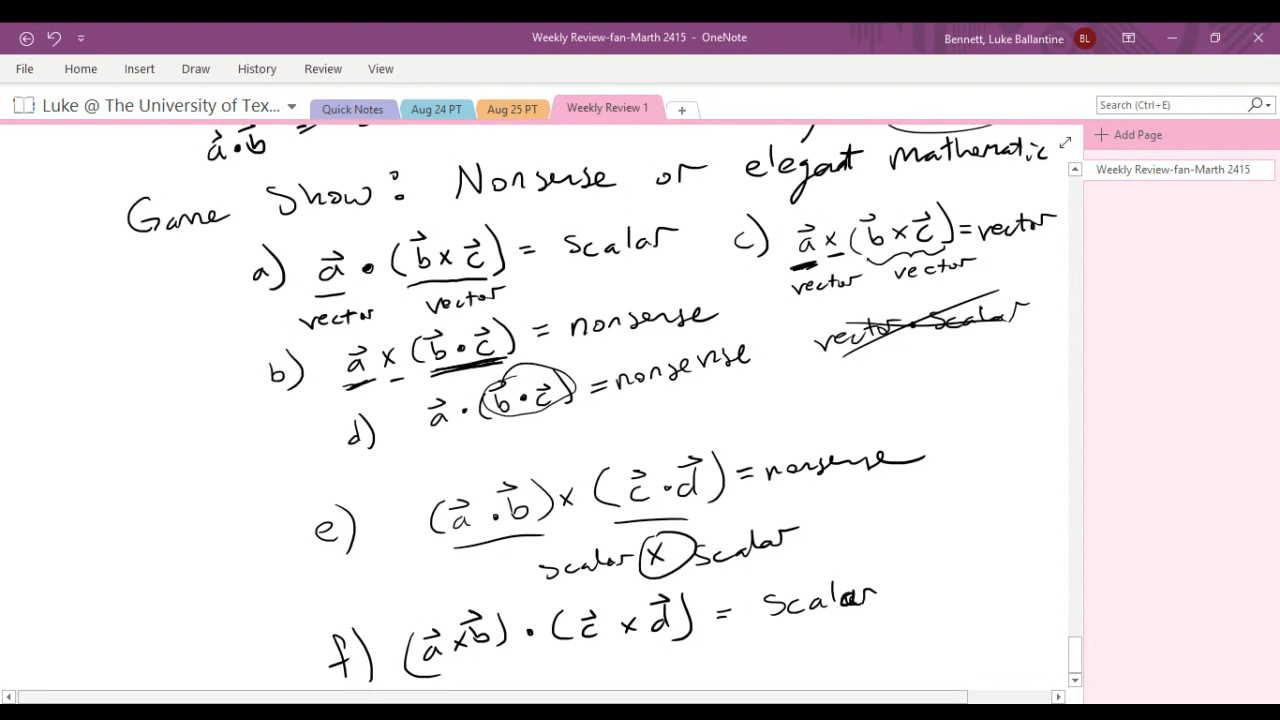 Weekly Review-fan-Marth 2415 - OneNote
Bennett, Luke Ballantine BL
File Home Insert Draw History Review View
Luke @ The University of Tex... Quick Notes Aug 24 PT Aug 25 PT Weekly Review 1 +
Search (Ctrl+E)
+ Add Page
Weekly Review-fan-Marth 2415
a⃗•b⃗ =
Game Show: Nonsense or elegant mathematic
a) a⃗ • (b⃗ × c⃗) = scalar
vector vector
b) a⃗ × (b⃗ • c⃗) = nonsense
c) a⃗ × (b⃗ × c⃗) = vector
vector vector
vector • scalar
d) a⃗ • (b⃗ • c⃗) = nonsense
e) (a⃗ • b⃗) × (c⃗ • d⃗) = nonsense
scalar × scalar
f) (a⃗ × b⃗) • (c⃗ × d⃗) = scalar